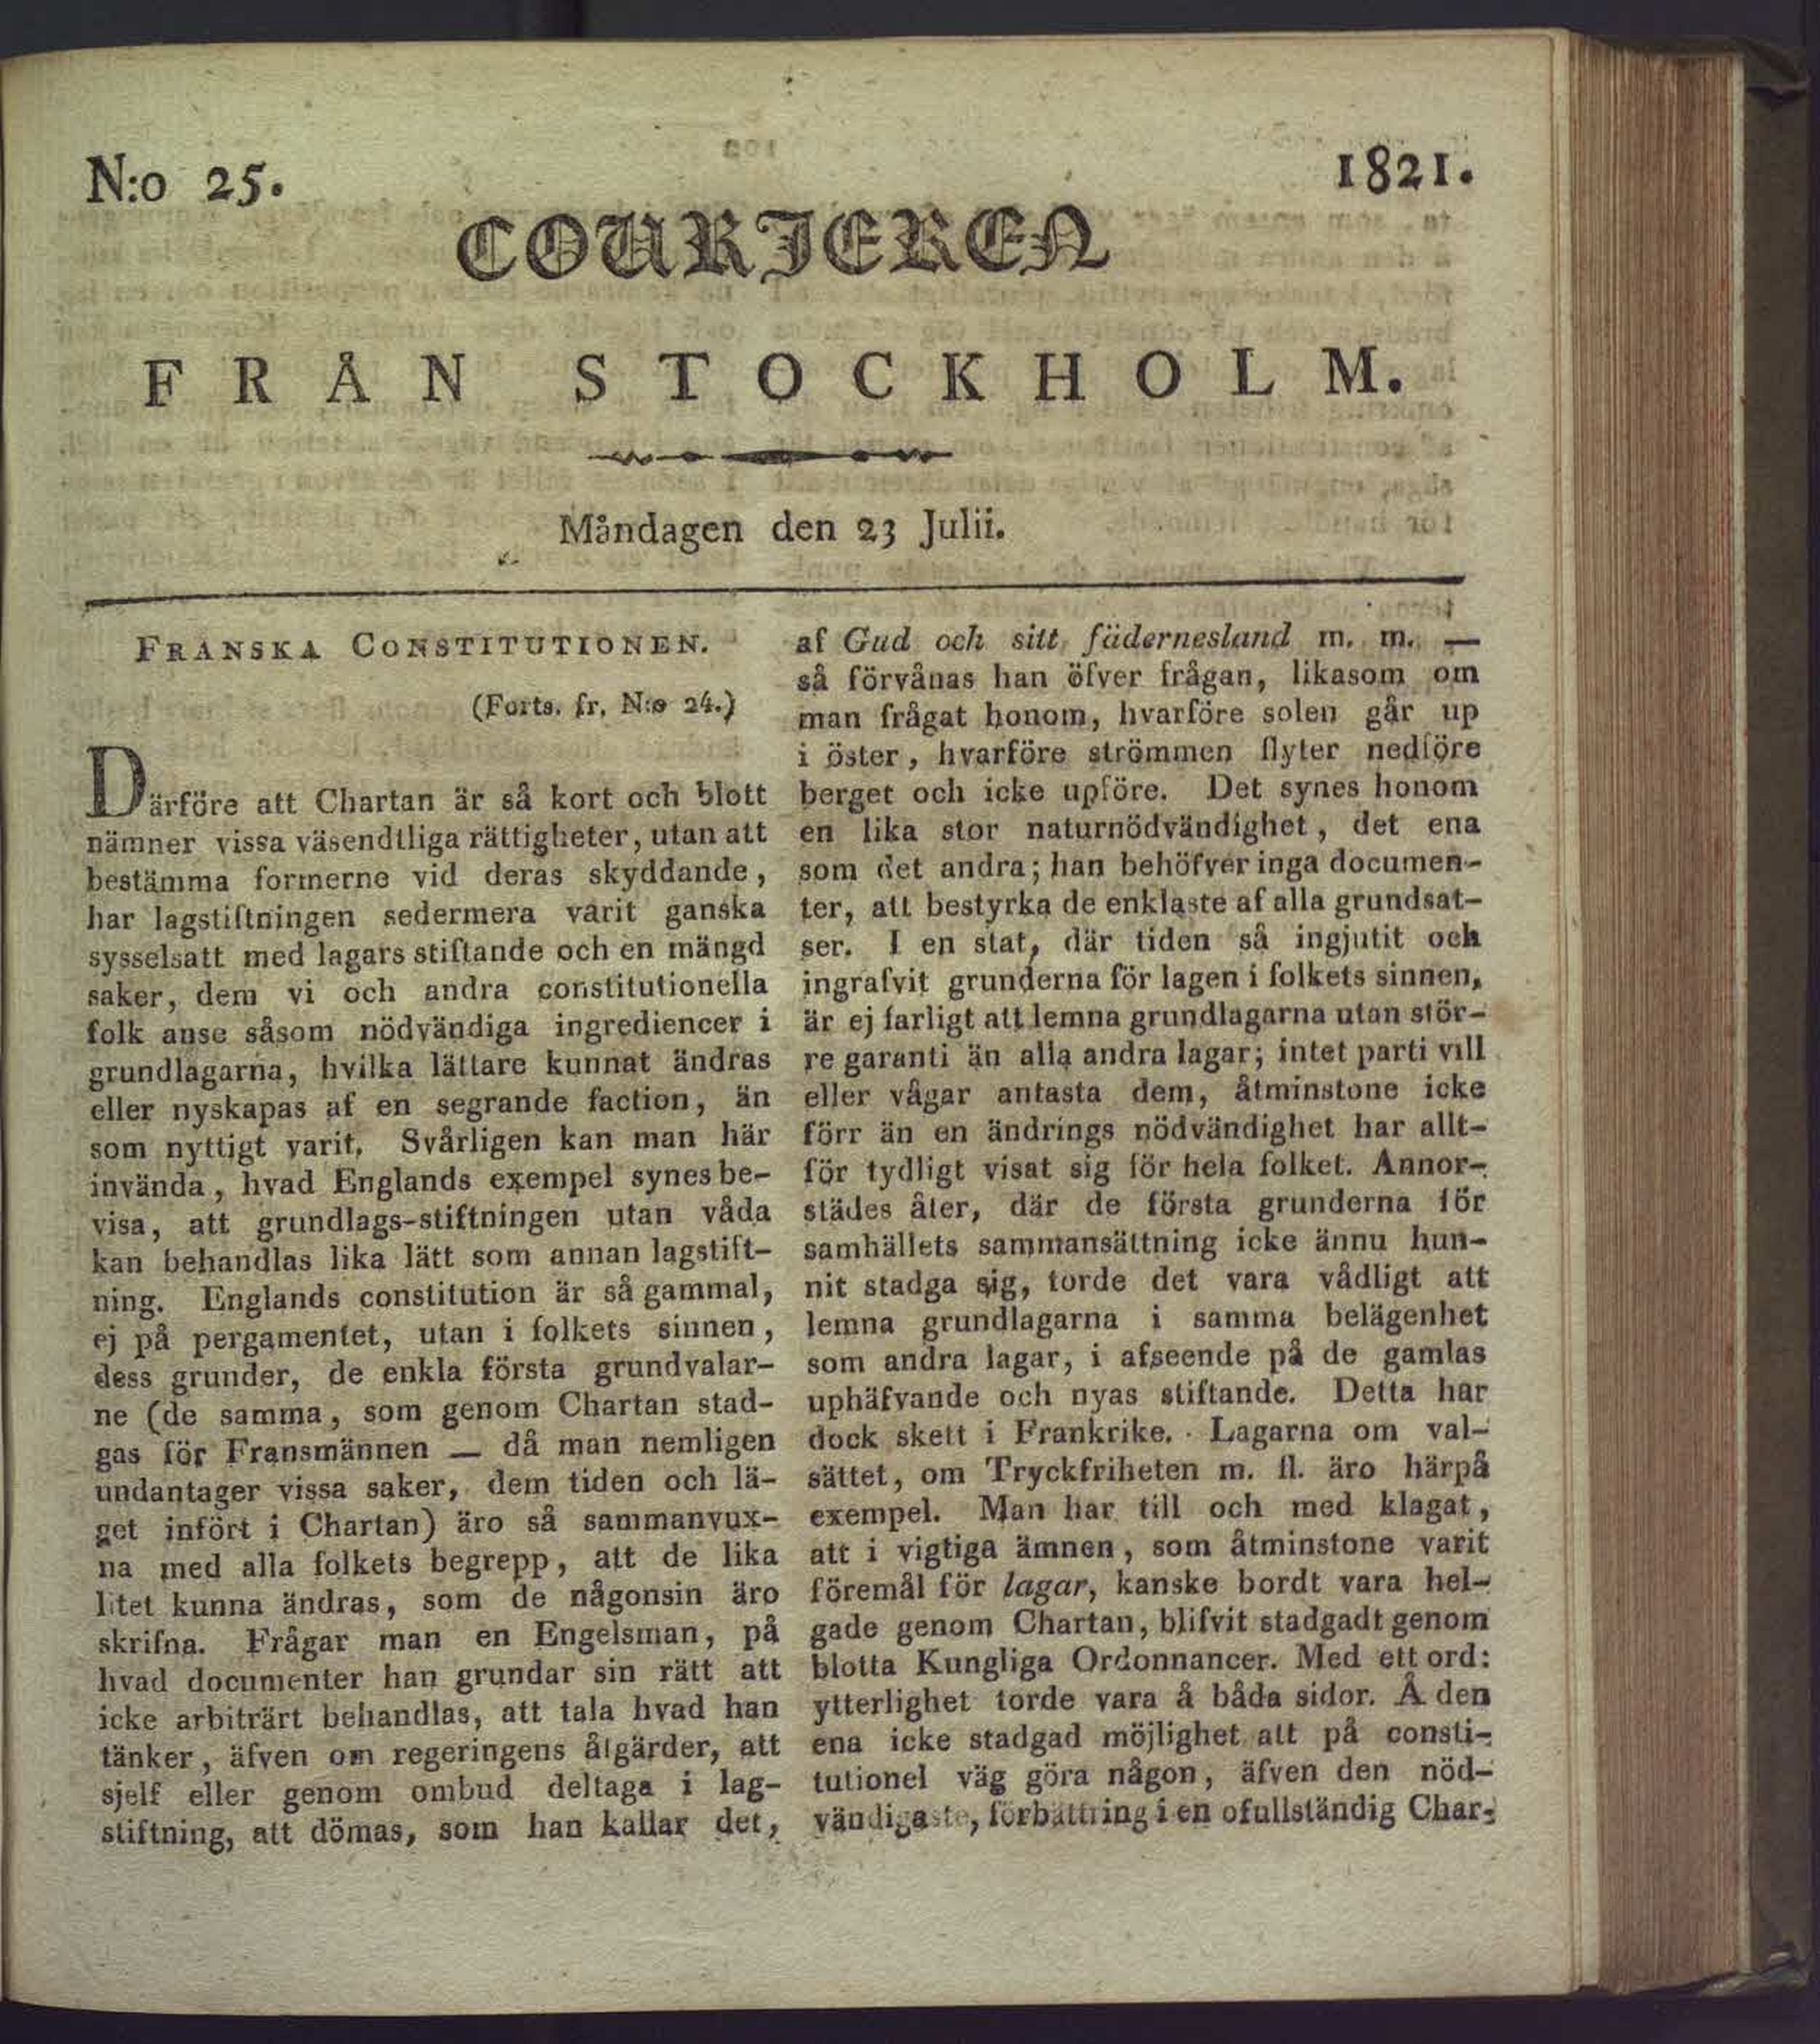 N:o 25.
1821.
COURJEREN
FRÅN STOCKHOLM.
Måndagen den 23 Julii.
FRANSKA CONSTITUTIONEN.
(Forts. fr. N:o 24.)
Därföre att Chartan är så kort och blott
nämner vissa väsendtliga rättigheter, utan att
bestämma formerne vid deras skyddande,
har lagstiftningen sedermera varit ganska
sysselsatt med lagars stiftande och en mängd
saker, dem vi och andra constitutionella
folk anse såsom nödvändiga ingrediencer i
grundlagarna, hvilka lättare kunnat ändras
eller nyskapas af en segrande faction, än
som nyttigt varit. Svårligen kan man här
invända, hvad Englands exempel synes be-
visa, att grundlags-stiftningen utan våda
kan behandlas lika lätt som annan lagstift-
ning. Englands constitution är så gammal,
ej på pergamentet, utan i folkets sinnen,
dess grunder, de enkla första grundvalar-
ne (de samma, som genom Chartan stad-
gas för Fransmännen — då man nemligen
undantager vissa saker, dem tiden och lä-
get infört i Chartan) äro så sammanvux-
na med alla folkets begrepp, att de lika
litet kunna ändras, som de någonsin äro
skrifna. Frågar man en Engelsman, på
hvad documenter han grundar sin rätt att
icke arbiträrt behandlas, att tala hvad han
tänker, äfven om regeringens åtgärder, att
sjelf eller genom ombud deltaga i lag-
stiftning, att dömas, som han kallar det,
af Gud och sitt fädernesland m. m. —
så förvånas han öfver frågan, likasom om
man frågat honom, hvarföre solen går up
i öster, hvarföre strömmen flyter nedföre
berget och icke upföre. Det synes honom
en lika stor naturnödvändighet, det ena
som det andra; han behöfver inga documen-
ter, att bestyrka de enklaste af alla grundsat-
ser. I en stat, där tiden så ingjutit och
ingrafvit grunderna för lagen i folkets sinnen,
är ej farligt att lemna grundlagarna utan stör-
re garanti än alla andra lagar; intet parti vill
eller vågar antasta dem, åtminstone icke
förr än en ändrings nödvändighet har allt-
för tydligt visat sig för hela folket. Annor-
städes åter, där de första grunderna för
samhällets sammansättning icke ännu hun-
nit stadga sig, torde det vara vådligt att
lemna grundlagarna i samma belägenhet
som andra lagar, i afseende på de gamlas
uphäfvande och nyas stiftande. Detta har
dock skett i Frankrike. Lagarna om val-
sättet, om Tryckfriheten m. fl. äro härpå
exempel. Man har till och med klagat,
att i vigtiga ämnen, som åtminstone varit
föremål för lagar, kanske bordt vara hel-
gade genom Chartan, blifvit stadgadt genom
blotta Kungliga Ordonnancer. Med ett ord:
ytterlighet torde vara å båda sidor. Å den
ena icke stadgad möjlighet att på consti-
tutionel väg göra någon, äfven den nöd-
vändigaste, förbättring i en ofullständig Char-